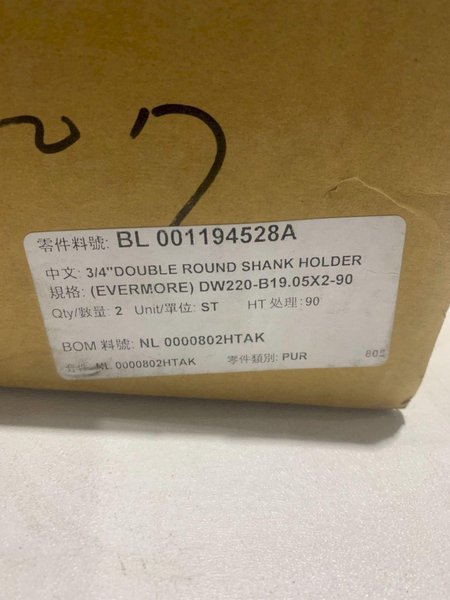 零件料號: BL 001194528A
中文: 3/4"DOUBLE ROUND SHANK HOLDER
規格: (EVERMORE) DW220-B19.05X2-90
Qty/數量: 2 Unit/單位: ST HT 处理: 90
BOM 料號: NL 0000802HTAK
套件: NL 0000802HTAK 零件類別: PUR